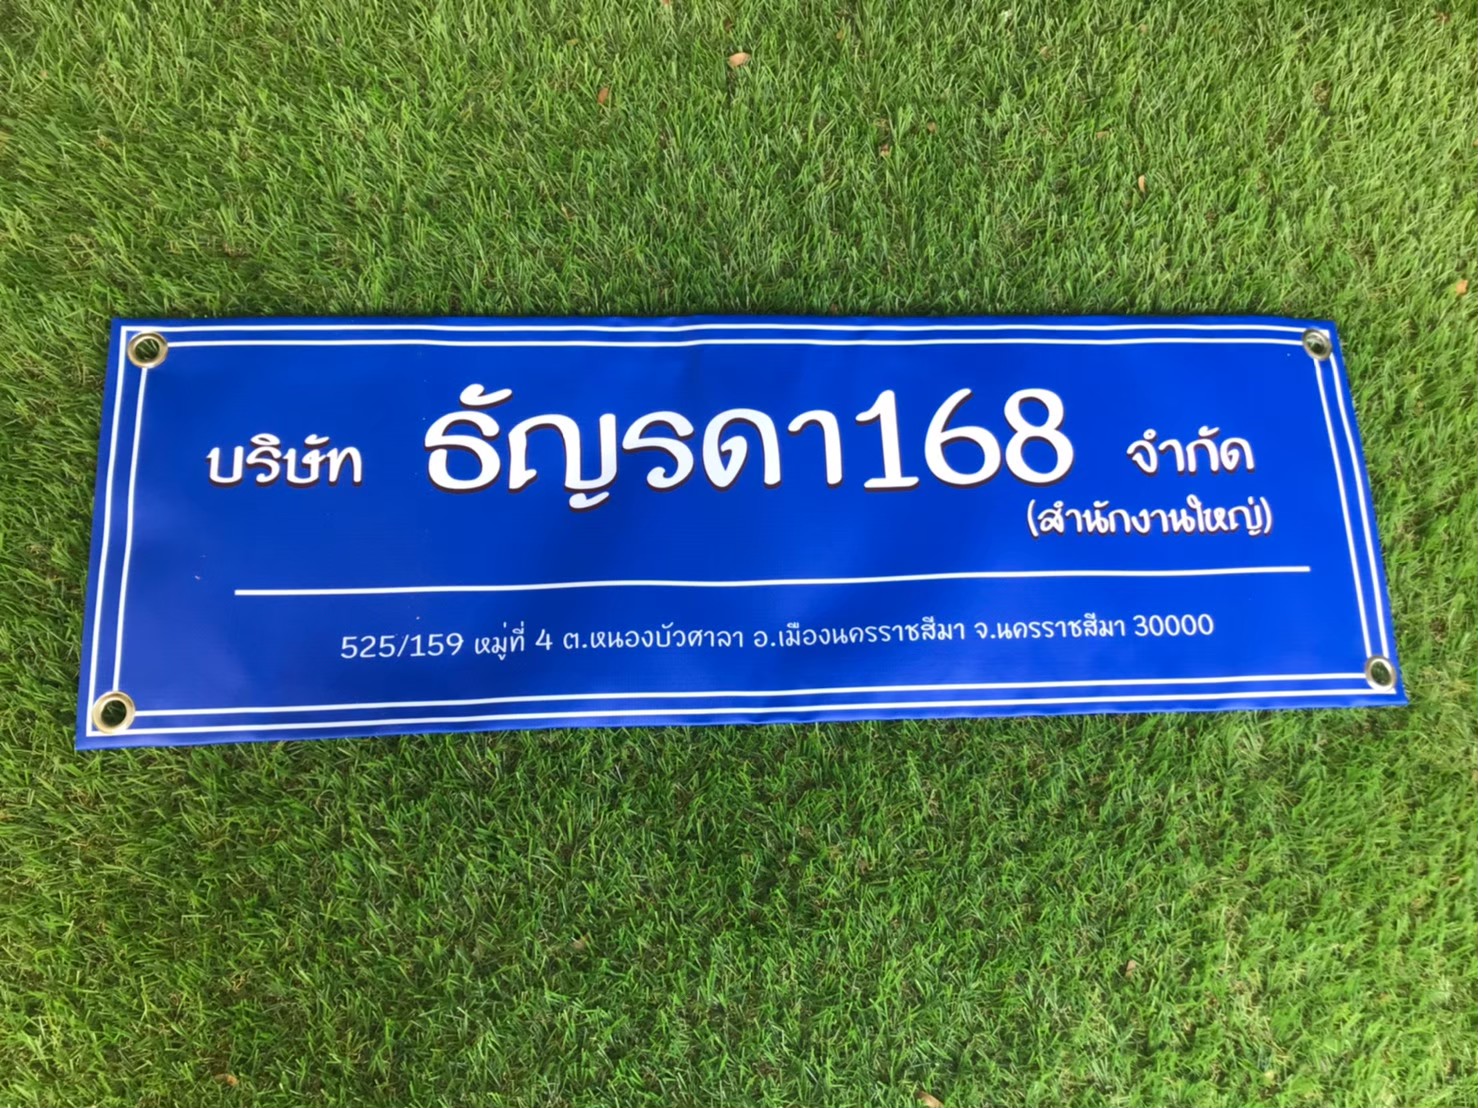 บริษัท ธัญรดา168 จำกัด
(สำนักงานใหญ่)
525/159 หมู่ที่ 4 ต.หนองบัวศาลา อ.เมืองนครราชสีมา จ.นครราชสีมา 30000